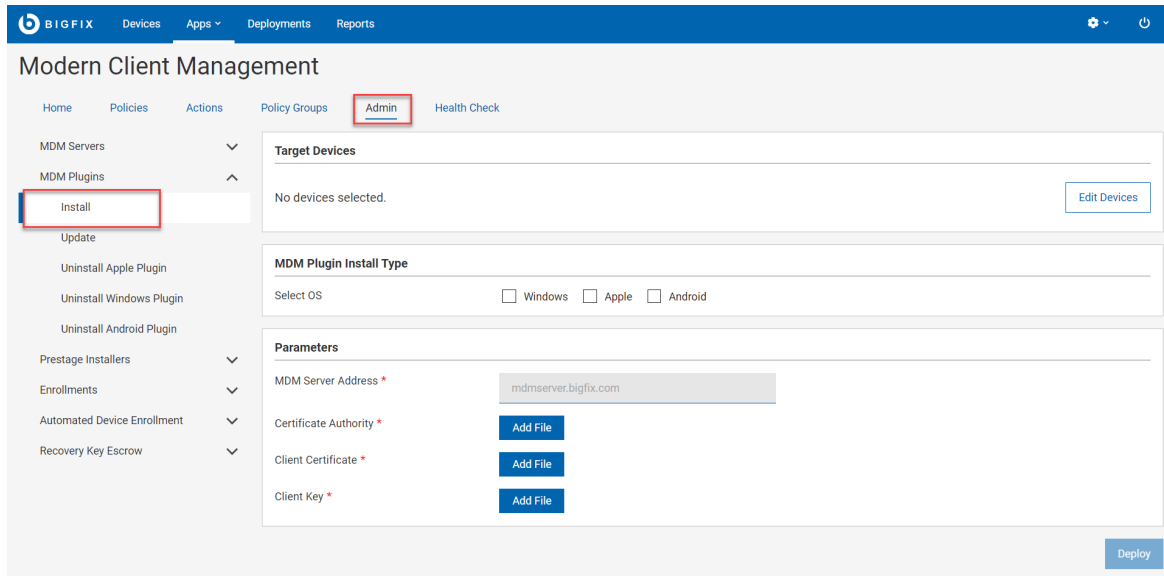 BIGFIX Devices Apps Deployments Reports
Modern Client Management
Home Policies Actions Policy Groups Admin Health Check
MDM Servers
MDM Plugins
Install
Update
Uninstall Apple Plugin
Uninstall Windows Plugin
Uninstall Android Plugin
Prestage Installers
Enrollments
Automated Device Enrollment
Recovery Key Escrow
Target Devices
No devices selected. Edit Devices
MDM Plugin Install Type
Select OS Windows Apple Android
Parameters
MDM Server Address * mdmserver.bigfix.com
Certificate Authority * Add File
Client Certificate * Add File
Client Key * Add File
Deploy